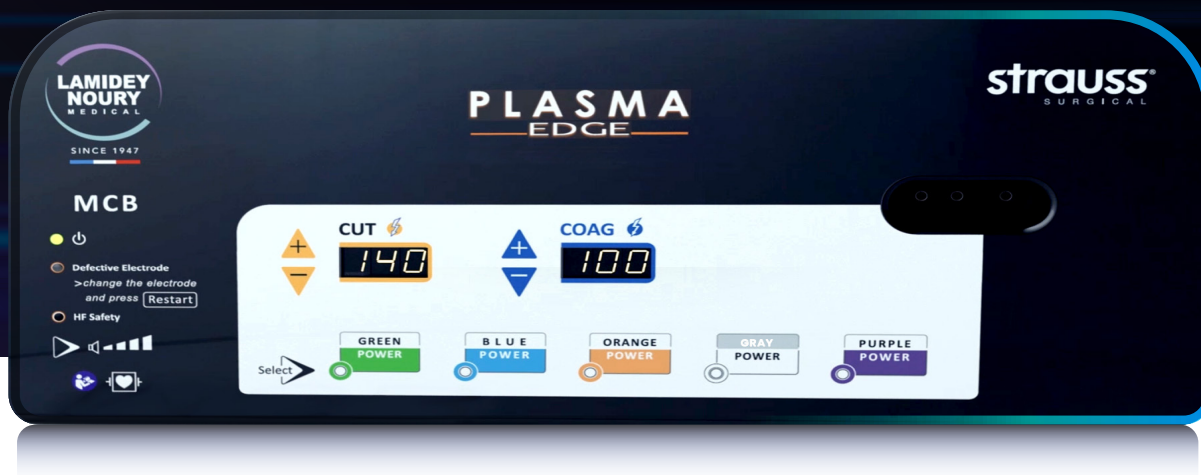 LAMIDEY
NOURY
MEDICAL
SINCE 1947
PLASMA
EDGE
strauss®
SURGICAL
MCB
Defective Electrode
>change the electrode
and press Restart
HF Safety
CUT
140
COAG
100
Select
GREEN
POWER
BLUE
POWER
ORANGE
POWER
GRAY
POWER
PURPLE
POWER